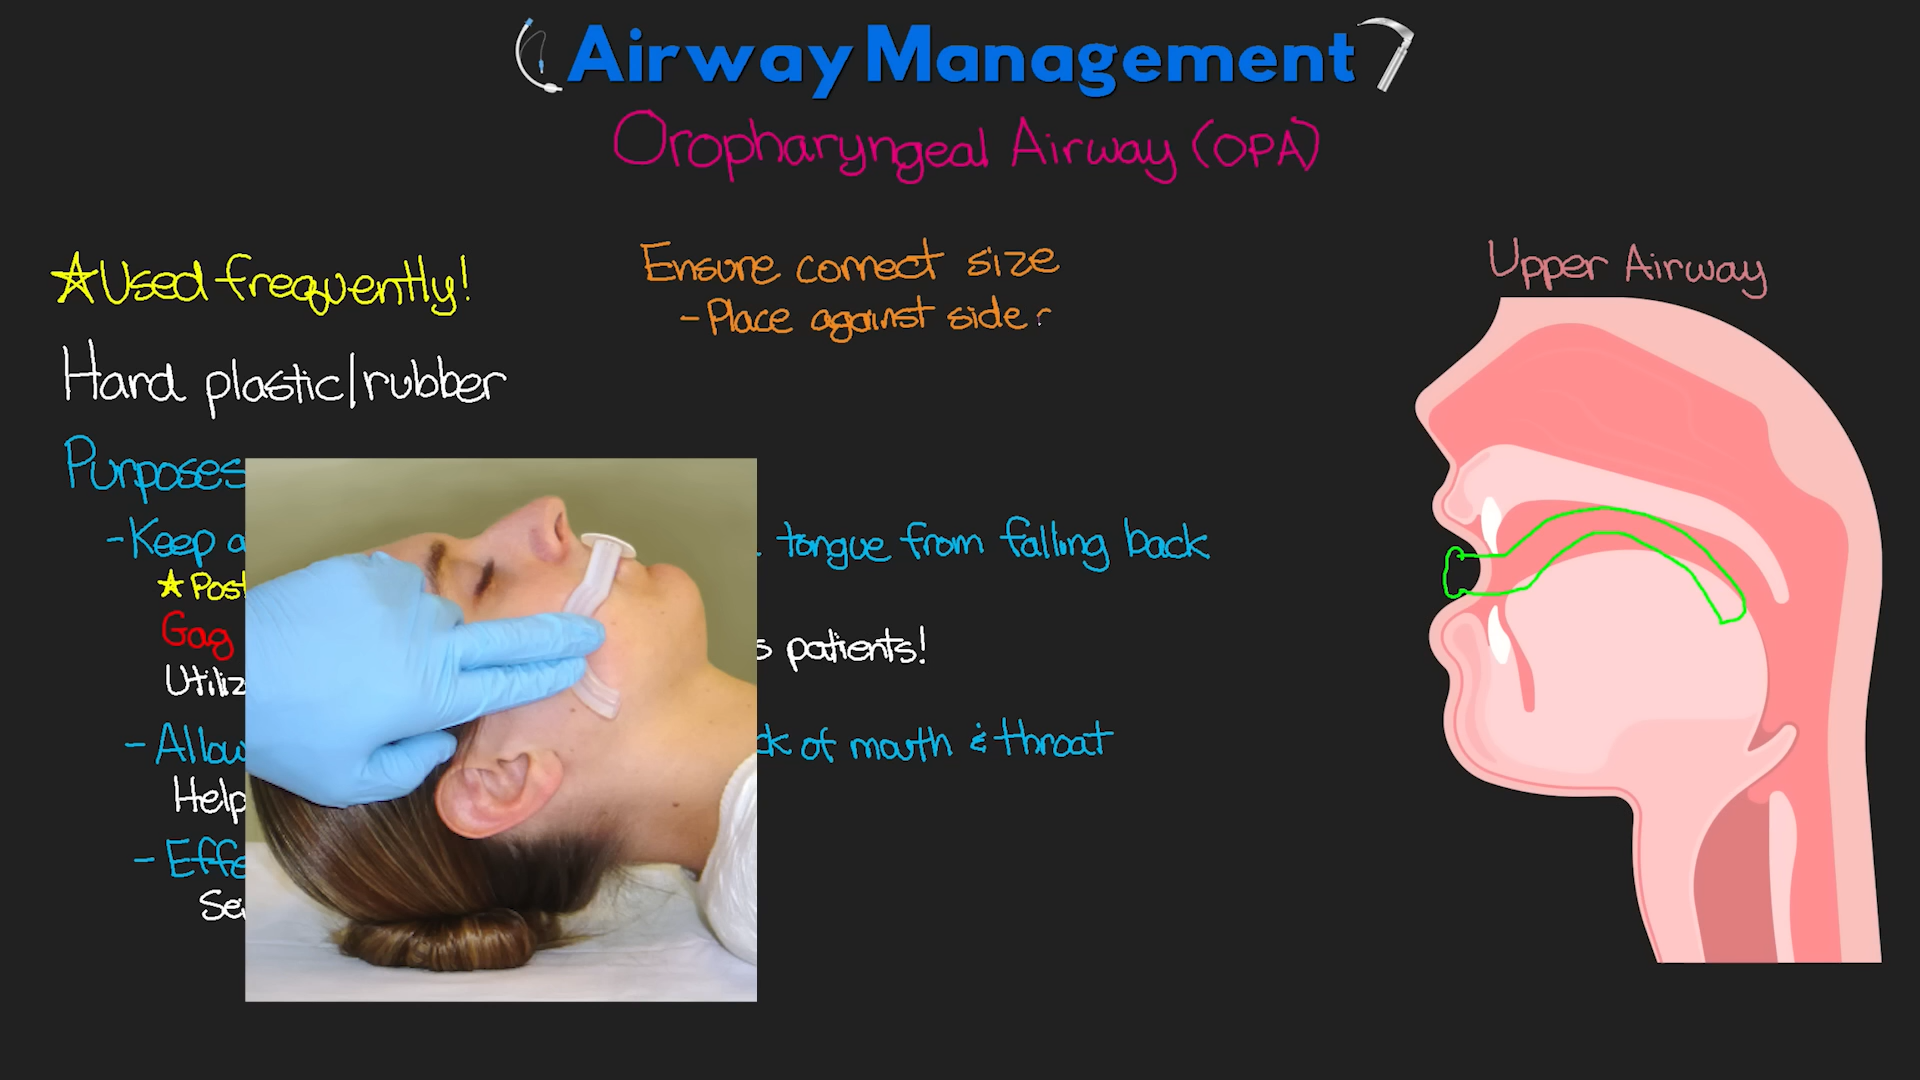 Airway Management
Oropharyngeal Airway (OPA)
☆Used frequently!
Hard plastic/rubber
Purposes
-Keep
tongue from falling back
☆Post
Gag
patients!
Utiliz
-Allow
of mouth & throat
Help
-Effe
Ensure correct size
-Place against side
Upper Airway